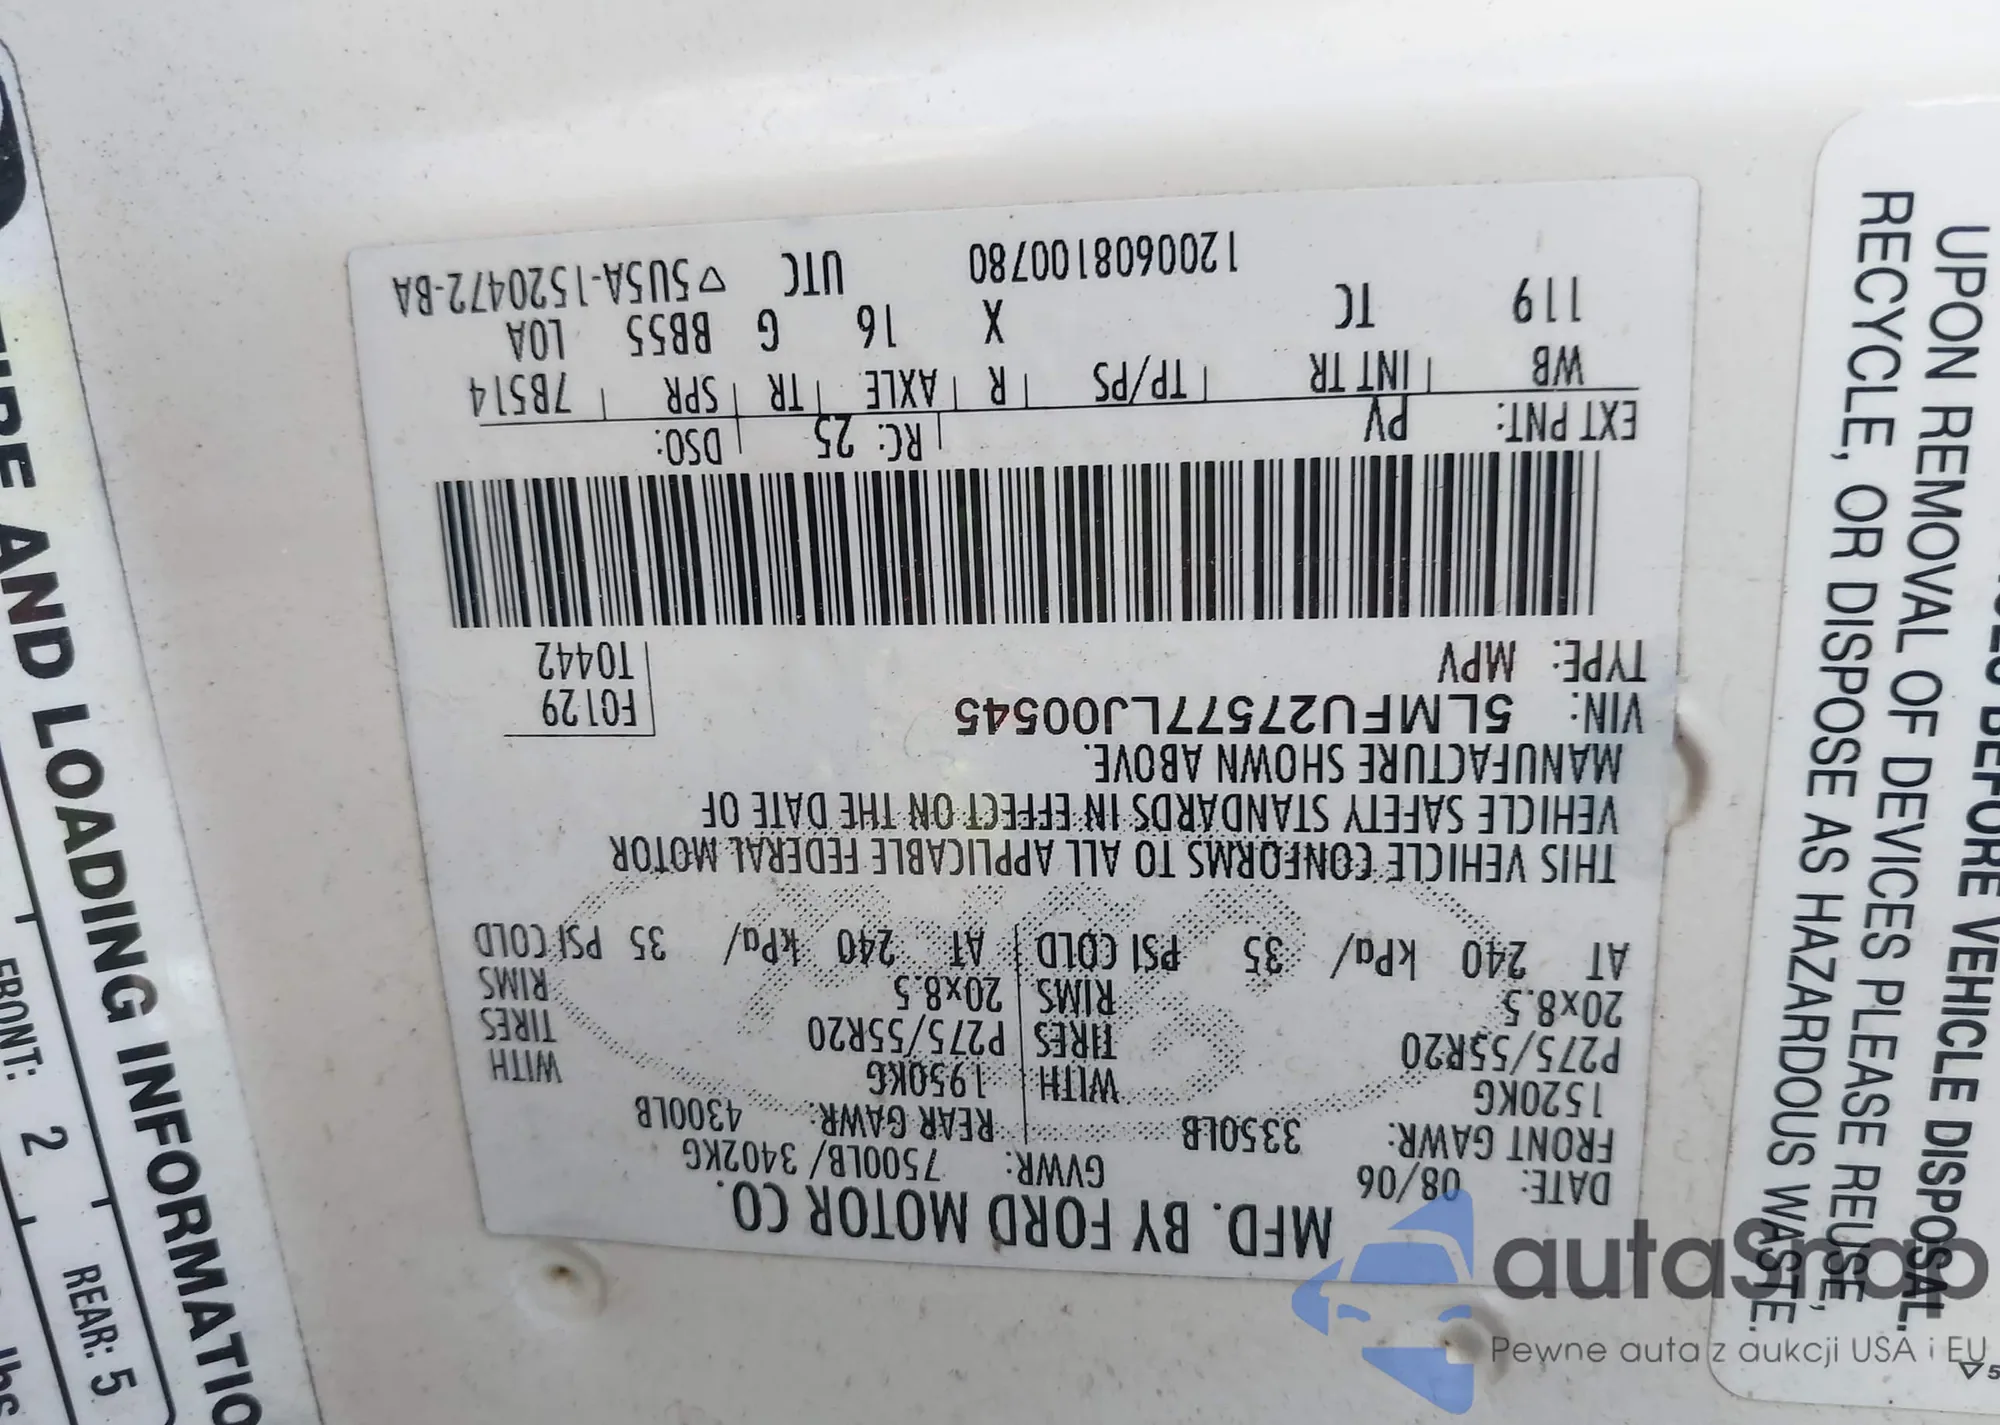 MFD. BY FORD MOTOR CO.
DATE: 08/06 GVWR: 7500LB/ 3402KG
FRONT GAWR: 3350LB REAR GAWR: 4300LB
1520KG WITH 1950KG WITH
P275/55R20 TIRES P275/55R20 TIRES
20x8.5 RIMS 20x8.5 RIMS
AT 240 kPa/ 35 PSI COLD AT 240 kPa/ 35 PSI COLD
THIS VEHICLE CONFORMS TO ALL APPLICABLE FEDERAL MOTOR
VEHICLE SAFETY STANDARDS IN EFFECT ON THE DATE OF
MANUFACTURE SHOWN ABOVE.
VIN: 5LMFU27577LJ00545 F0129
TYPE: MPV T0442
EXT PNT: PV RC: 25 DSO:
WB INT TR TP/PS R AXLE TR SPR 7B514
119 TC X 16 G BB55 LOA
1200608100780 UTC ▽5U5A-1520472-BA
TIRE AND LOADING INFORMATIO
FRONT: 2 REAR: 5
lbs
BEFORE VEHICLE DISPOSAL.
UPON REMOVAL OF DEVICES PLEASE REUSE,
RECYCLE, OR DISPOSE AS HAZARDOUS WASTE.
▽5
autaSnap
Pewne auta z aukcji USA i EU